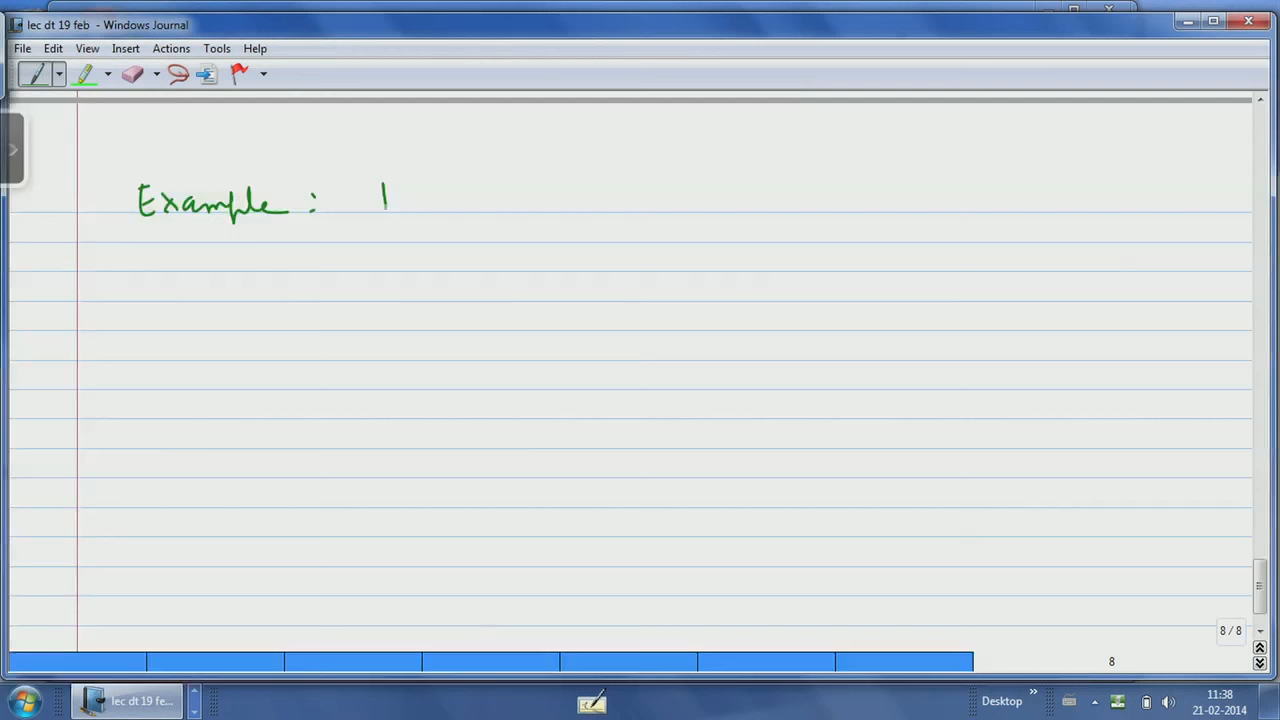 lec dt 19 feb - Windows Journal
File Edit View Insert Actions Tools Help
Example :
8 / 8
8
lec dt 19 fe...
Desktop
11:38
21-02-2014